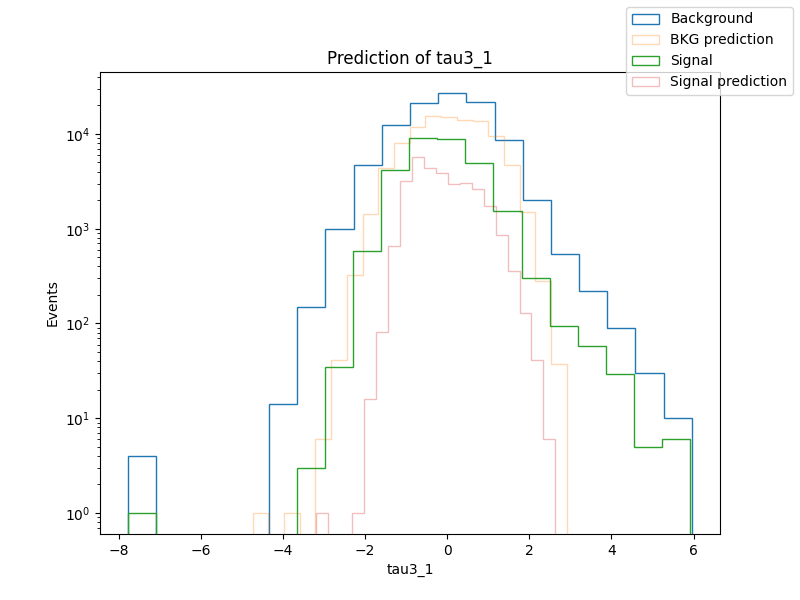 Prediction of tau3_1
Background
BKG prediction
Signal
Signal prediction
Events
10⁴
10³
10²
10¹
10⁰
−8 −6 −4 −2 0 2 4 6
tau3_1